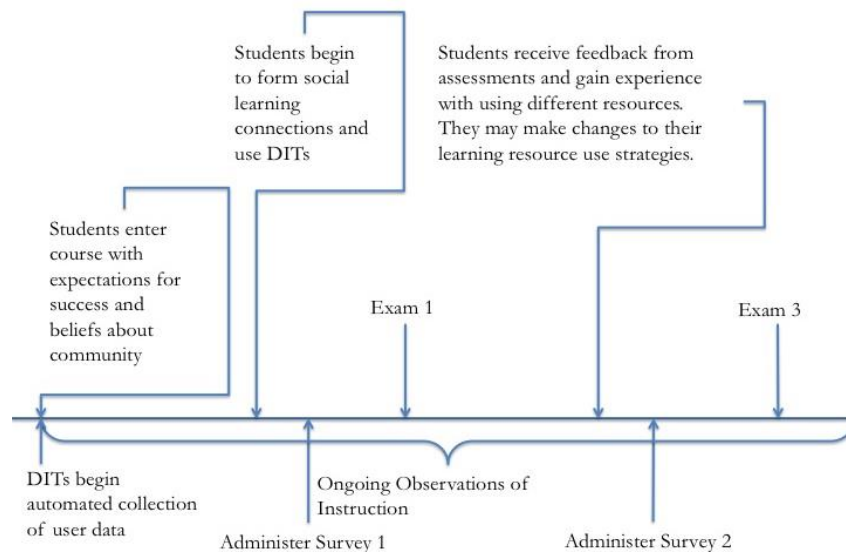 Students begin
to form social
learning
connections and
use DITs
Students receive feedback from
assessments and gain experience
with using different resources.
They may make changes to their
learning resource use strategies.
Students enter
course with
expectations for
success and
beliefs about
community
Exam 1
Exam 3
DITs begin
automated collection
of user data
Ongoing Observations of
Instruction
Administer Survey 1
Administer Survey 2